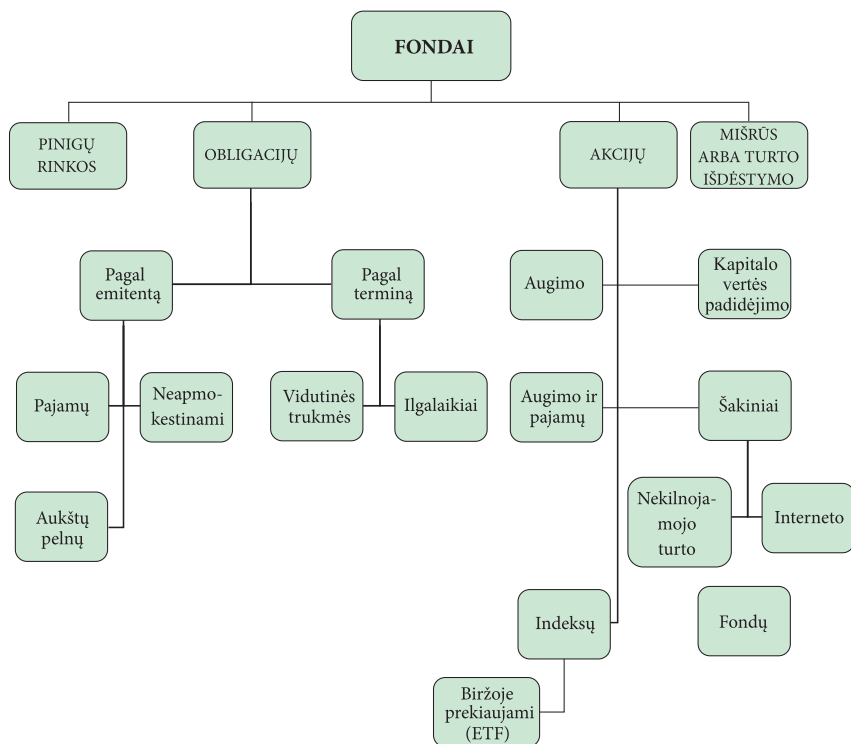 FONDAI
PINIGŲ
RINKOS
OBLIGACIJŲ
AKCIJŲ
MIŠRŪS
ARBA TURTO
IŠDĖSTYMO
Pagal
emitentą
Pagal
terminą
Augimo
Kapitalo
vertės
padidėjimo
Pajamų
Neapmo-
kestinami
Vidutinės
trukmės
Ilgalaikiai
Augimo ir
pajamų
Šakiniai
Aukštų
pelnų
Nekilnoja-
mojo
turto
Interneto
Indeksų
Fondų
Biržoje
prekiaujami
(ETF)